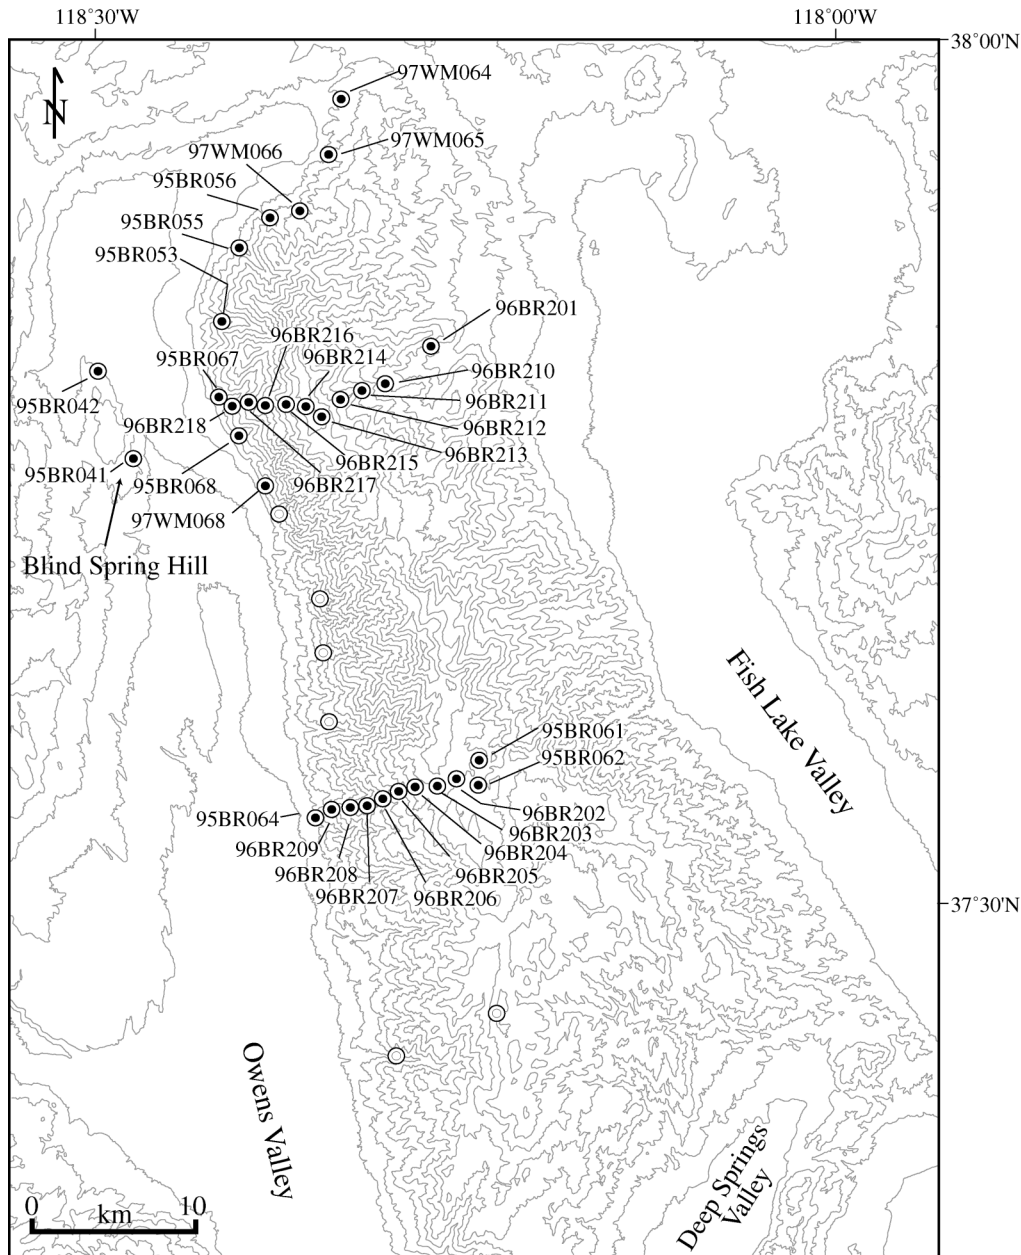 118°30'W
118°00'W
38°00'N
N
97WM064
97WM065
97WM066
95BR056
95BR055
95BR053
96BR201
96BR216
95BR067
96BR214
96BR210
95BR042
96BR211
96BR218
96BR212
96BR213
96BR215
95BR041
95BR068
96BR217
97WM068
Blind Spring Hill
Fish Lake Valley
95BR061
95BR062
95BR064
96BR202
96BR203
96BR209
96BR204
96BR208
96BR205
96BR207
96BR206
37°30'N
Owens Valley
Deep Springs
Valley
0
10
km